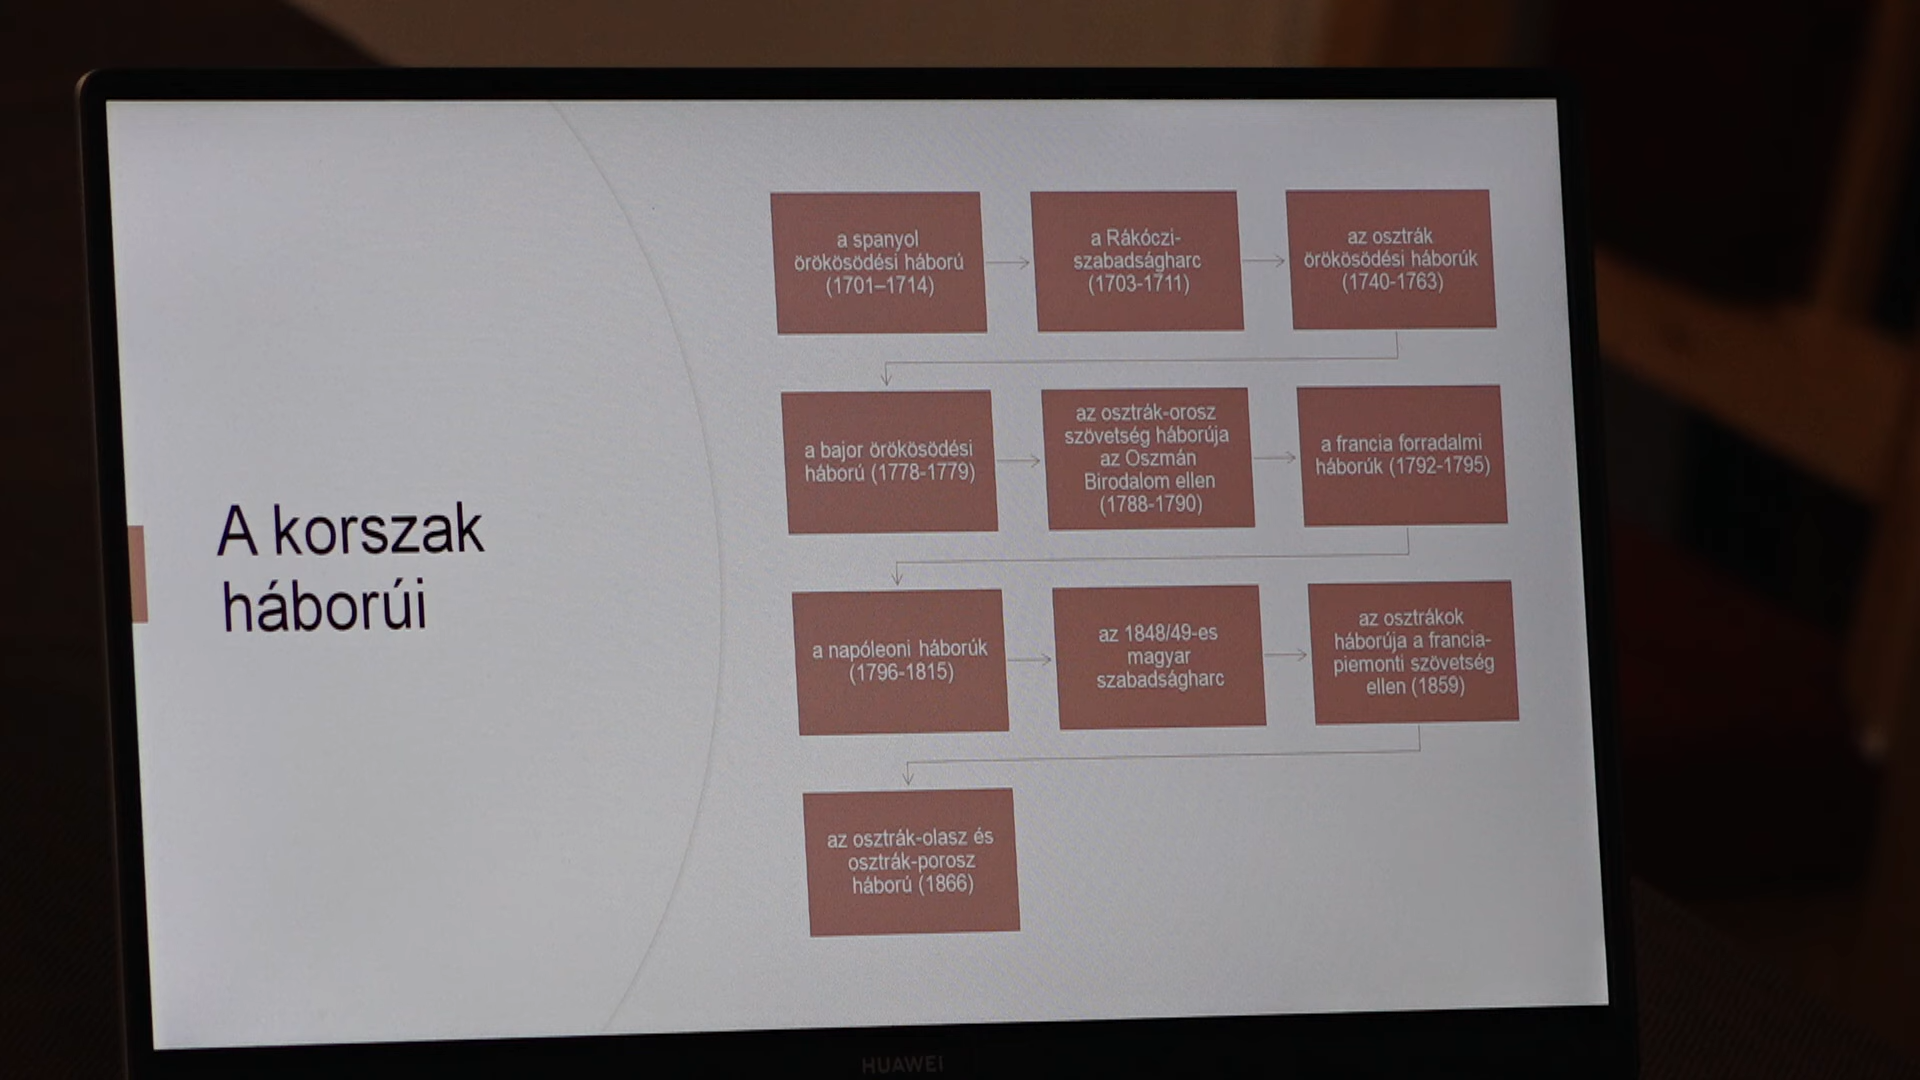 A korszak
háborúi
a spanyol
örökösödési háború
(1701–1714)
a Rákóczi-
szabadságharc
(1703-1711)
az osztrák
örökösödési háborúk
(1740-1763)
a bajor örökösödési
háború (1778-1779)
az osztrák-orosz
szövetség háborúja
az Oszmán
Birodalom ellen
(1788-1790)
a francia forradalmi
háborúk (1792-1795)
a napóleoni háborúk
(1796-1815)
az 1848/49-es
magyar
szabadságharc
az osztrákok
háborúja a francia-
piemonti szövetség
ellen (1859)
az osztrák-olasz és
osztrák-porosz
háború (1866)
HUAWEI